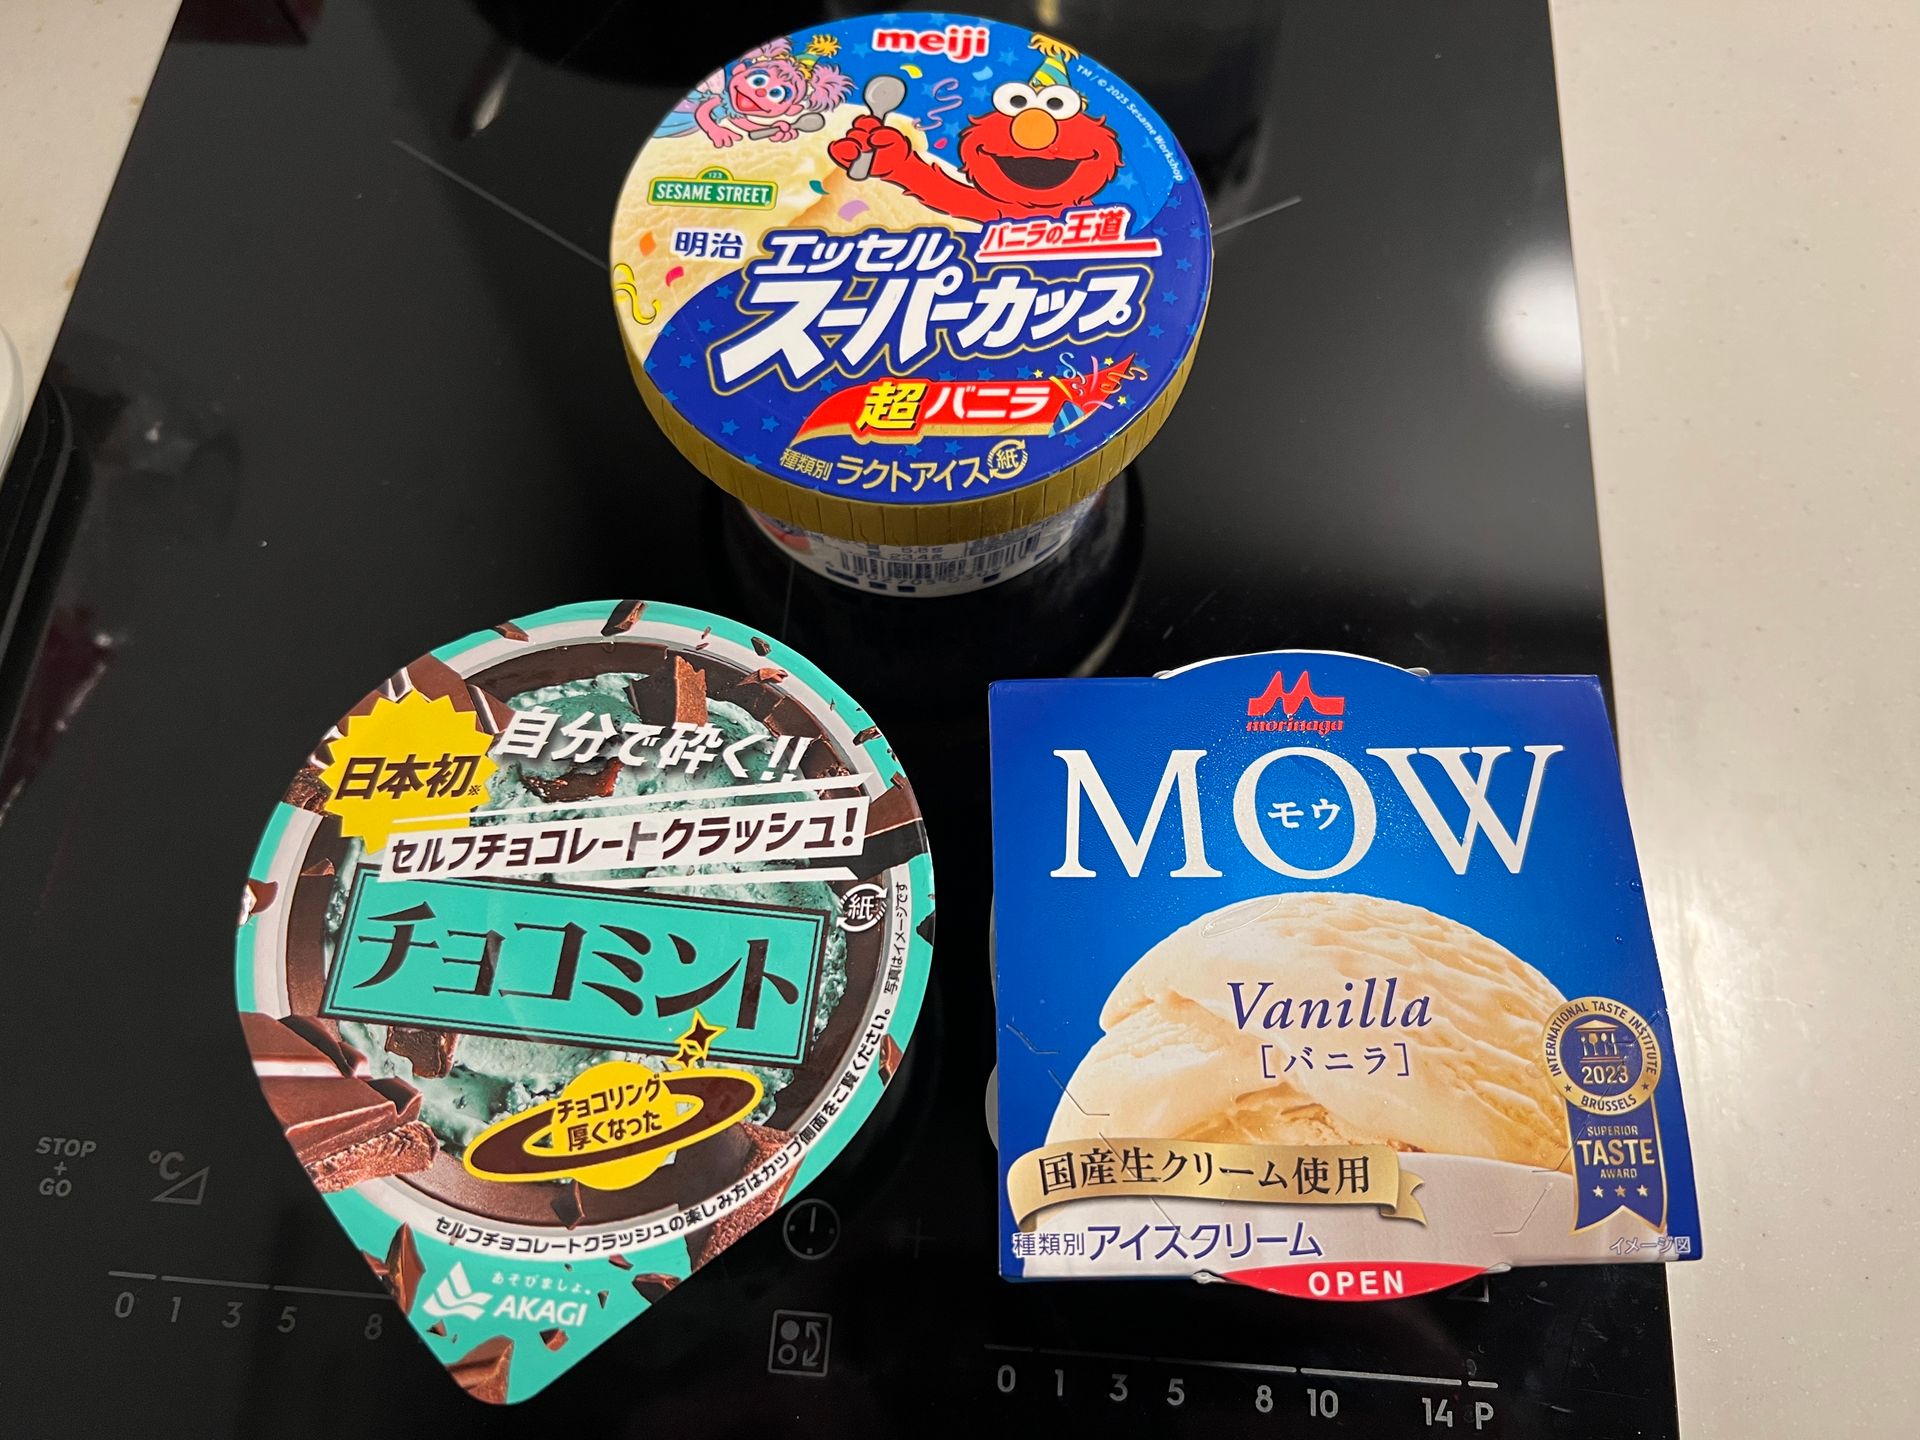 meiji
TM/© 2025 Sesame Workshop
123
SESAME STREET
明治
エッセル
バニラの王道
スーパーカップ
超バニラ
種類別 ラクトアイス
紙
日本初※
自分で砕く!!
セルフチョコレートクラッシュ!
チョコミント
紙
写真はイメージです
チョコリング
厚くなった
セルフチョコレートクラッシュの楽しみ方はカップ側面をご覧ください。
あそびましょ。
AKAGI
morinaga
MOW
モウ
Vanilla
[バニラ]
INTERNATIONAL TASTE INSTITUTE
2023
BRUSSELS
SUPERIOR
TASTE
AWARD
国産生クリーム使用
種類別 アイスクリーム
イメージ図
OPEN
STOP
+
GO
°C
0 1 3 5 8
0 1 3 5 8 10 14 P